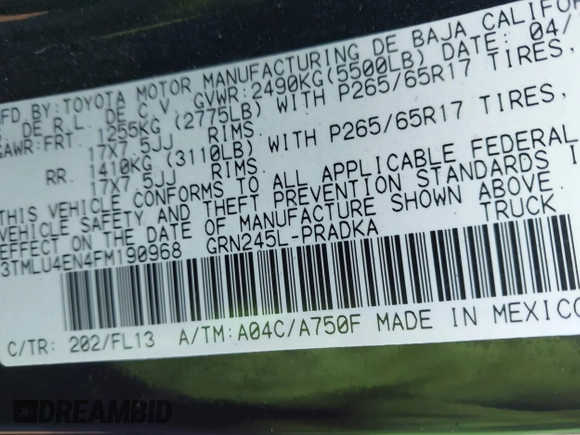 MFD BY: TOYOTA MOTOR MANUFACTURING DE BAJA CALIFOR
S. DE R.L. DE C.V. GVWR: 2490KG(5500LB) DATE: 04/
GAWR: FRT. 1255KG (2775LB) WITH P265/65R17 TIRES,
17X7.5JJ RIMS.
RR. 1410KG (3110LB) WITH P265/65R17 TIRES,
17X7.5JJ RIMS.
THIS VEHICLE CONFORMS TO ALL APPLICABLE FEDERAL
VEHICLE SAFETY AND THEFT PREVENTION STANDARDS I
EFFECT ON THE DATE OF MANUFACTURE SHOWN ABOVE.
3TMLU4EN4FM190968 GRN245L-PRADKA TRUCK
C/TR: 202/FL13 A/TM: A04C/A750F MADE IN MEXICO
DREAMBID